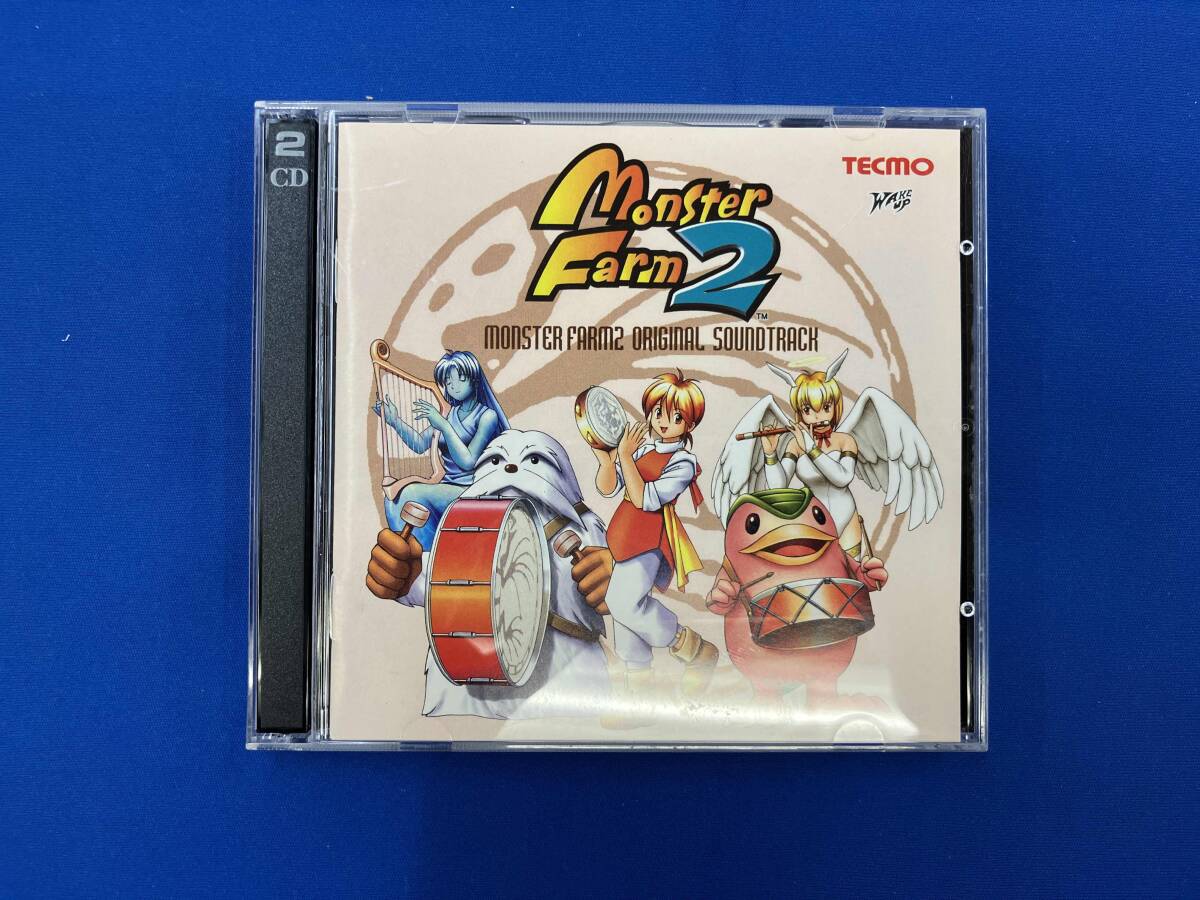 2
CD
TECMO
WAKE
UP
Monster
Farm 2
TM
MONSTER FARM2 ORIGINAL SOUNDTRACK